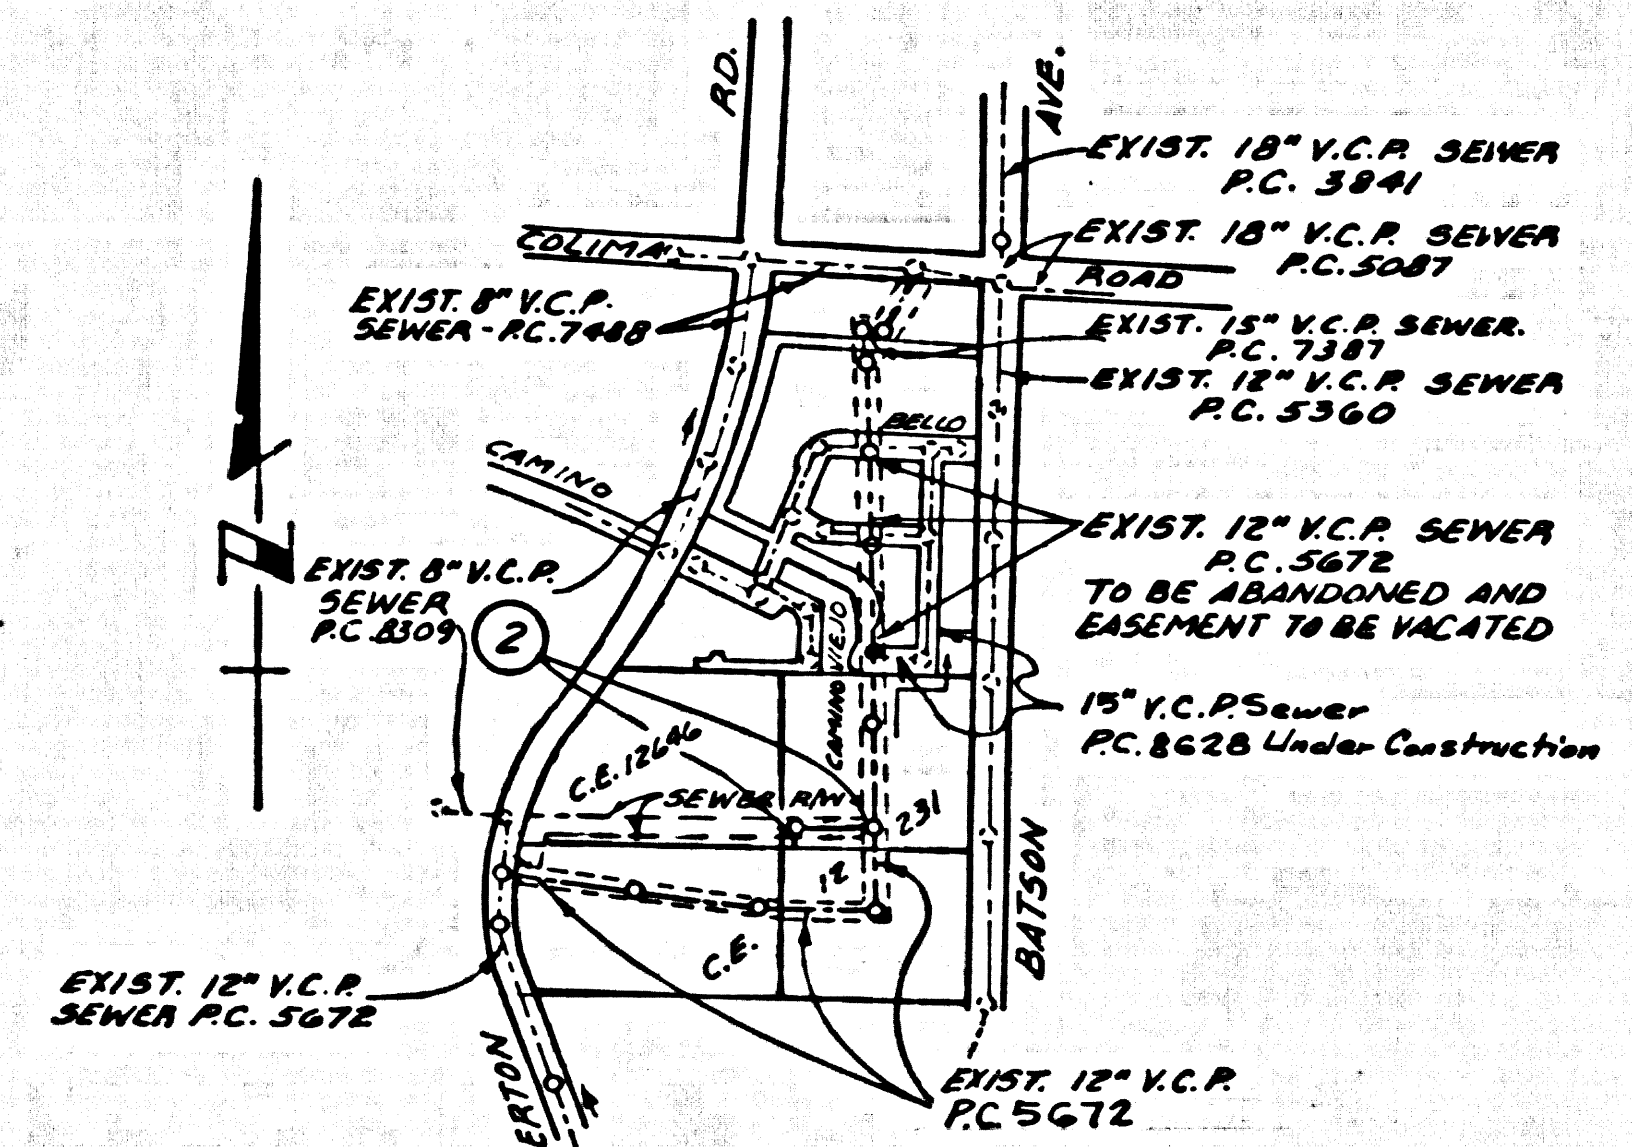 RD.
AVE.
EXIST. 18" V.C.P. SEWER
P.C. 3841
EXIST. 18" V.C.P. SEWER
P.C. 5087
COLIMA
ROAD
EXIST. 8" V.C.P.
SEWER - P.C. 7488
EXIST. 15" V.C.P. SEWER.
P.C. 7387
EXIST. 12" V.C.P. SEWER
P.C. 5360
BELLO
CAMINO
N
EXIST. 12" V.C.P. SEWER
P.C. 5672
TO BE ABANDONED AND
EASEMENT TO BE VACATED
EXIST. 8" V.C.P.
SEWER
P.C. 8309
2
CAMINO VIEJO
15" V.C.P. Sewer
P.C. 8628 Under Construction
C.E. 12646
SEWER R/W
231
12
C.E.
BATSON
EXIST. 12" V.C.P.
SEWER P.C. 5672
ERTON
EXIST. 12" V.C.P.
P.C. 5672